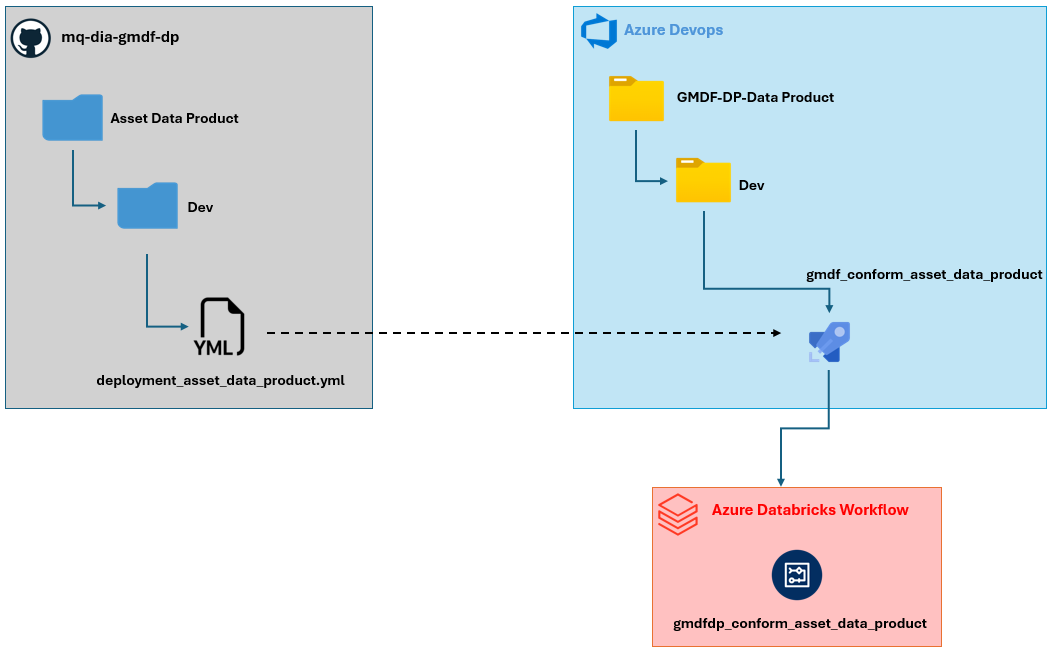 mq-dia-gmdf-dp
Asset Data Product
Dev
YML
deployment_asset_data_product.yml
Azure Devops
GMDF-DP-Data Product
Dev
gmdf_conform_asset_data_product
Azure Databricks Workflow
gmdfdp_conform_asset_data_product